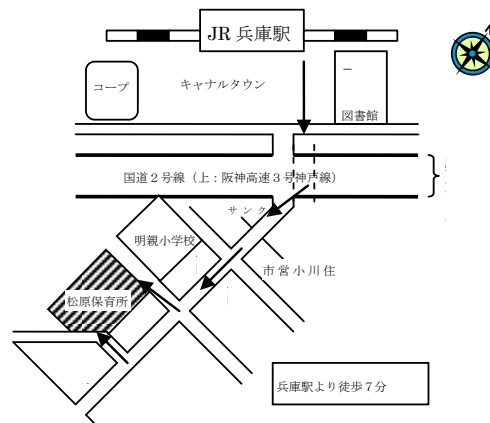 JR 兵庫駅
コープ
キャナルタウン
図書館
国道２号線（上：阪神高速３号神戸線）
サンク
明親小学校
市営小川住
松原保育所
兵庫駅より徒歩７分